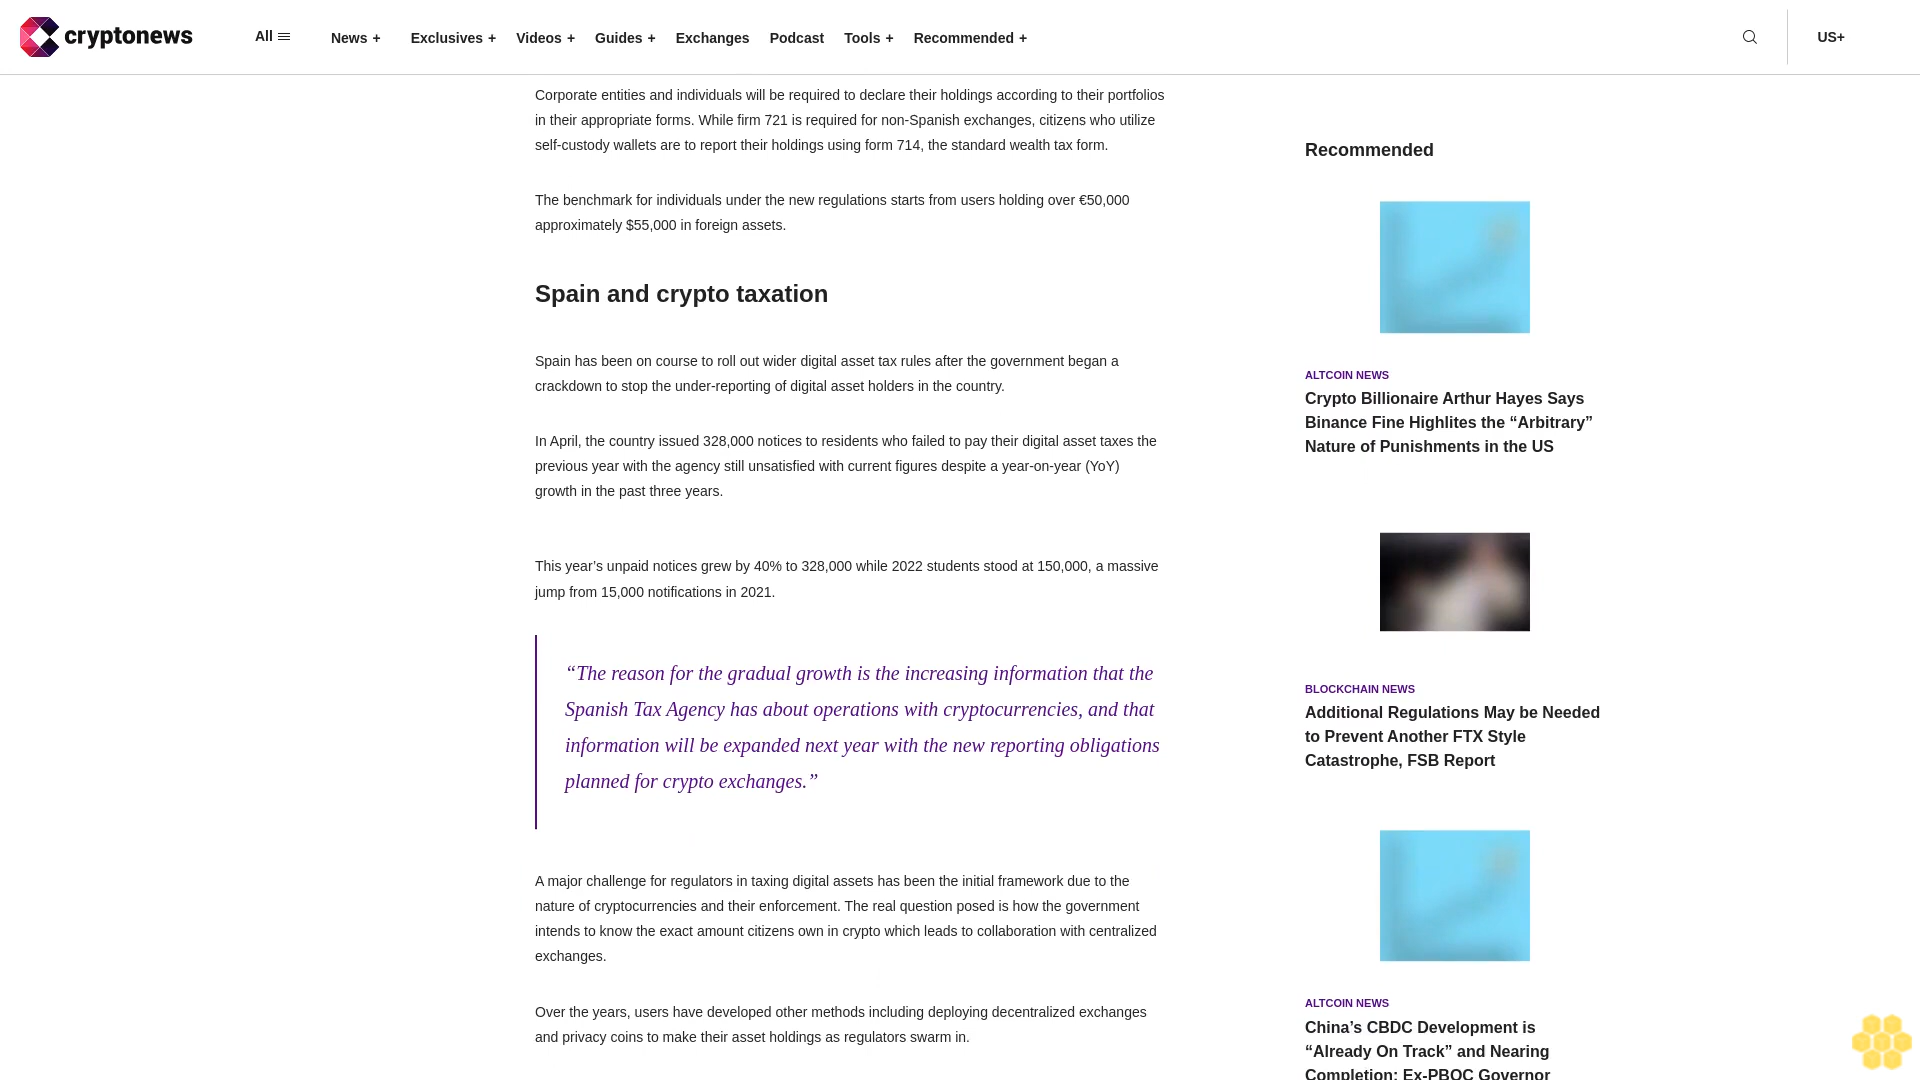 cryptonews
All
News +
Exclusives +
Videos +
Guides +
Exchanges
Podcast
Tools +
Recommended +
US+
Corporate entities and individuals will be required to declare their holdings according to their portfolios
in their appropriate forms. While firm 721 is required for non-Spanish exchanges, citizens who utilize
self-custody wallets are to report their holdings using form 714, the standard wealth tax form.
The benchmark for individuals under the new regulations starts from users holding over €50,000
approximately $55,000 in foreign assets.
Spain and crypto taxation
Spain has been on course to roll out wider digital asset tax rules after the government began a
crackdown to stop the under-reporting of digital asset holders in the country.
In April, the country issued 328,000 notices to residents who failed to pay their digital asset taxes the
previous year with the agency still unsatisfied with current figures despite a year-on-year (YoY)
growth in the past three years.
This year’s unpaid notices grew by 40% to 328,000 while 2022 students stood at 150,000, a massive
jump from 15,000 notifications in 2021.
“The reason for the gradual growth is the increasing information that the
Spanish Tax Agency has about operations with cryptocurrencies, and that
information will be expanded next year with the new reporting obligations
planned for crypto exchanges.”
A major challenge for regulators in taxing digital assets has been the initial framework due to the
nature of cryptocurrencies and their enforcement. The real question posed is how the government
intends to know the exact amount citizens own in crypto which leads to collaboration with centralized
exchanges.
Over the years, users have developed other methods including deploying decentralized exchanges
and privacy coins to make their asset holdings as regulators swarm in.
Recommended
ALTCOIN NEWS
Crypto Billionaire Arthur Hayes Says
Binance Fine Highlites the “Arbitrary”
Nature of Punishments in the US
BLOCKCHAIN NEWS
Additional Regulations May be Needed
to Prevent Another FTX Style
Catastrophe, FSB Report
ALTCOIN NEWS
China’s CBDC Development is
“Already On Track” and Nearing
Completion: Ex-PBOC Governor